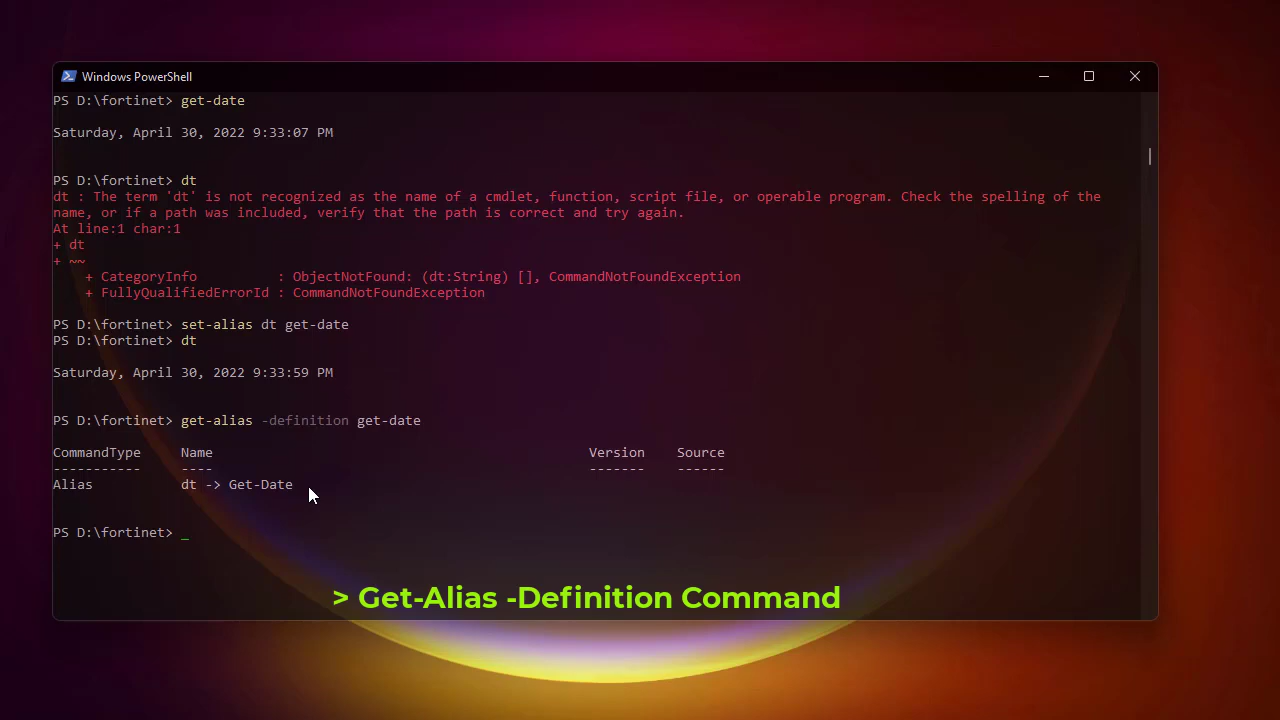 Windows PowerShell
PS D:\fortinet> get-date
Saturday, April 30, 2022 9:33:07 PM
PS D:\fortinet> dt
dt : The term 'dt' is not recognized as the name of a cmdlet, function, script file, or operable program. Check the spelling of the
name, or if a path was included, verify that the path is correct and try again.
At line:1 char:1
+ dt
+ ~~
    + CategoryInfo          : ObjectNotFound: (dt:String) [], CommandNotFoundException
    + FullyQualifiedErrorId : CommandNotFoundException
PS D:\fortinet> set-alias dt get-date
PS D:\fortinet> dt
Saturday, April 30, 2022 9:33:59 PM
PS D:\fortinet> get-alias -definition get-date
CommandType     Name                                               Version    Source
-----------     ----                                               -------    ------
Alias           dt -> Get-Date
PS D:\fortinet> _
> Get-Alias -Definition Command